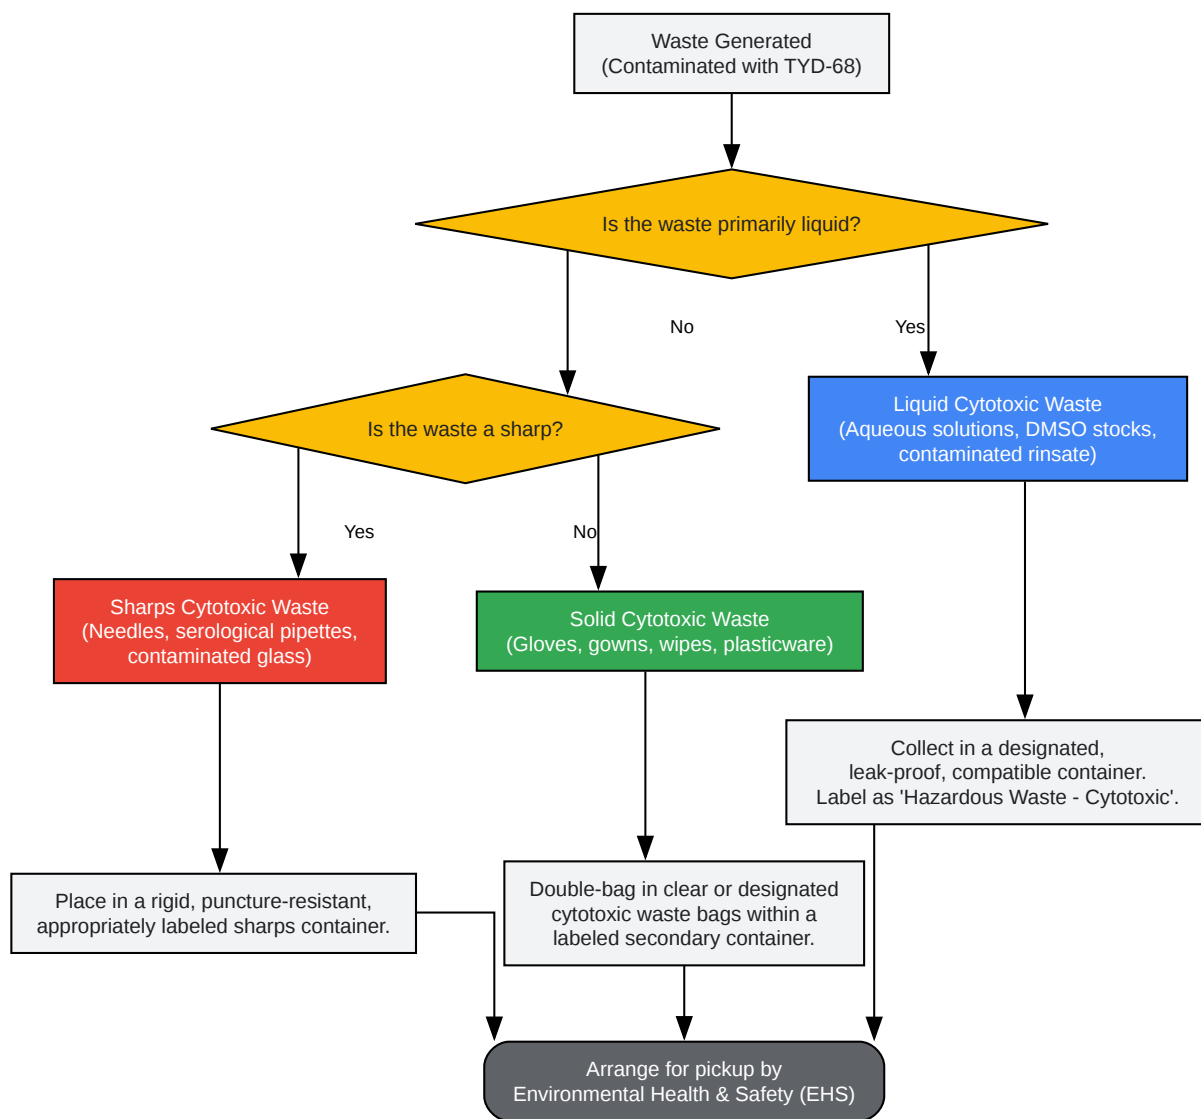 Waste Generated
(Contaminated with TYD-68)
Is the waste primarily liquid?
No
Yes
Is the waste a sharp?
Liquid Cytotoxic Waste
(Aqueous solutions, DMSO stocks,
contaminated rinsate)
Yes
No
Sharps Cytotoxic Waste
(Needles, serological pipettes,
contaminated glass)
Solid Cytotoxic Waste
(Gloves, gowns, wipes, plasticware)
Collect in a designated,
leak-proof, compatible container.
Label as 'Hazardous Waste - Cytotoxic'.
Place in a rigid, puncture-resistant,
appropriately labeled sharps container.
Double-bag in clear or designated
cytotoxic waste bags within a
labeled secondary container.
Arrange for pickup by
Environmental Health & Safety (EHS)